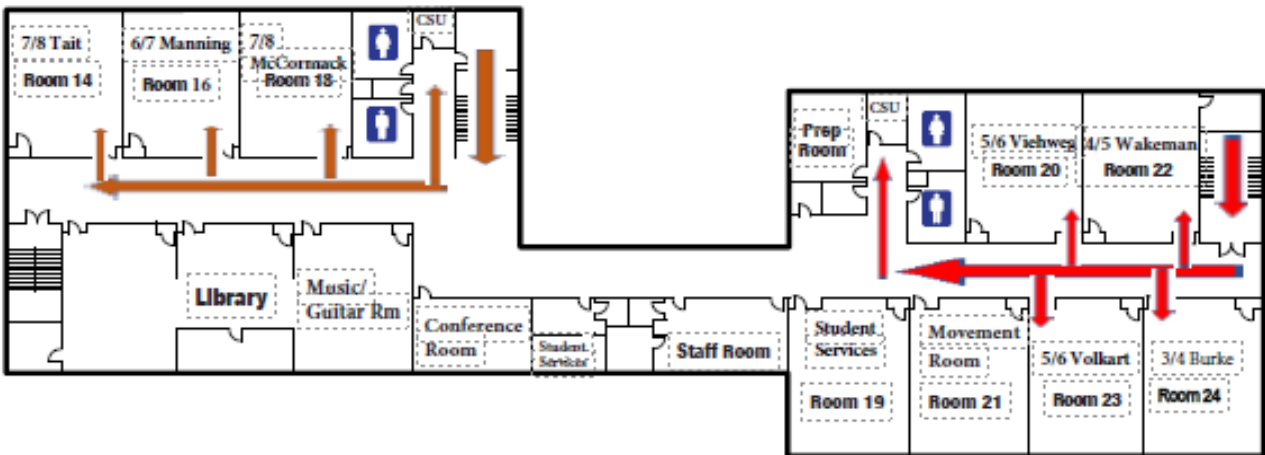 7/8 Tait
Room 14
6/7 Manning
Room 16
7/8
McCormack
Room 18
CSU
Prep
Room
CSU
5/6 Viehweg
Room 20
4/5 Wakeman
Room 22
Library
Music/
Guitar Rm
Conference
Room
Student
Services
Staff Room
Student
Services
Room 19
Movement
Room
Room 21
5/6 Volkart
Room 23
3/4 Burke
Room 24